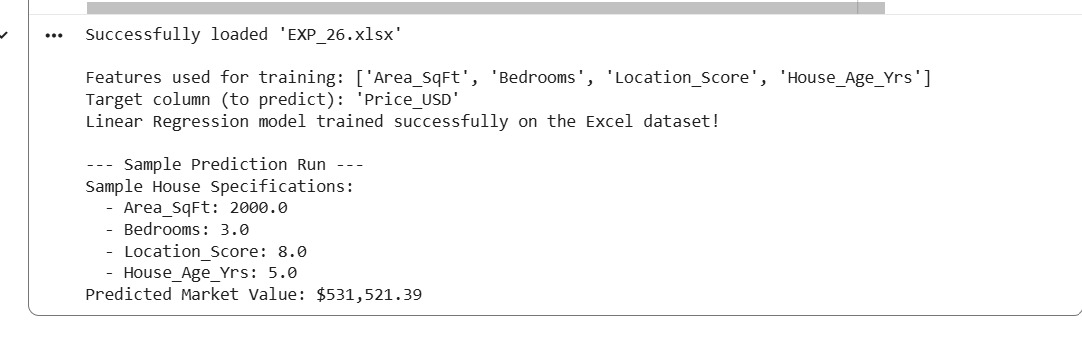 Successfully loaded 'EXP_26.xlsx'
Features used for training: ['Area_SqFt', 'Bedrooms', 'Location_Score', 'House_Age_Yrs']
Target column (to predict): 'Price_USD'
Linear Regression model trained successfully on the Excel dataset!
--- Sample Prediction Run ---
Sample House Specifications:
- Area_SqFt: 2000.0
- Bedrooms: 3.0
- Location_Score: 8.0
- House_Age_Yrs: 5.0
Predicted Market Value: $531,521.39